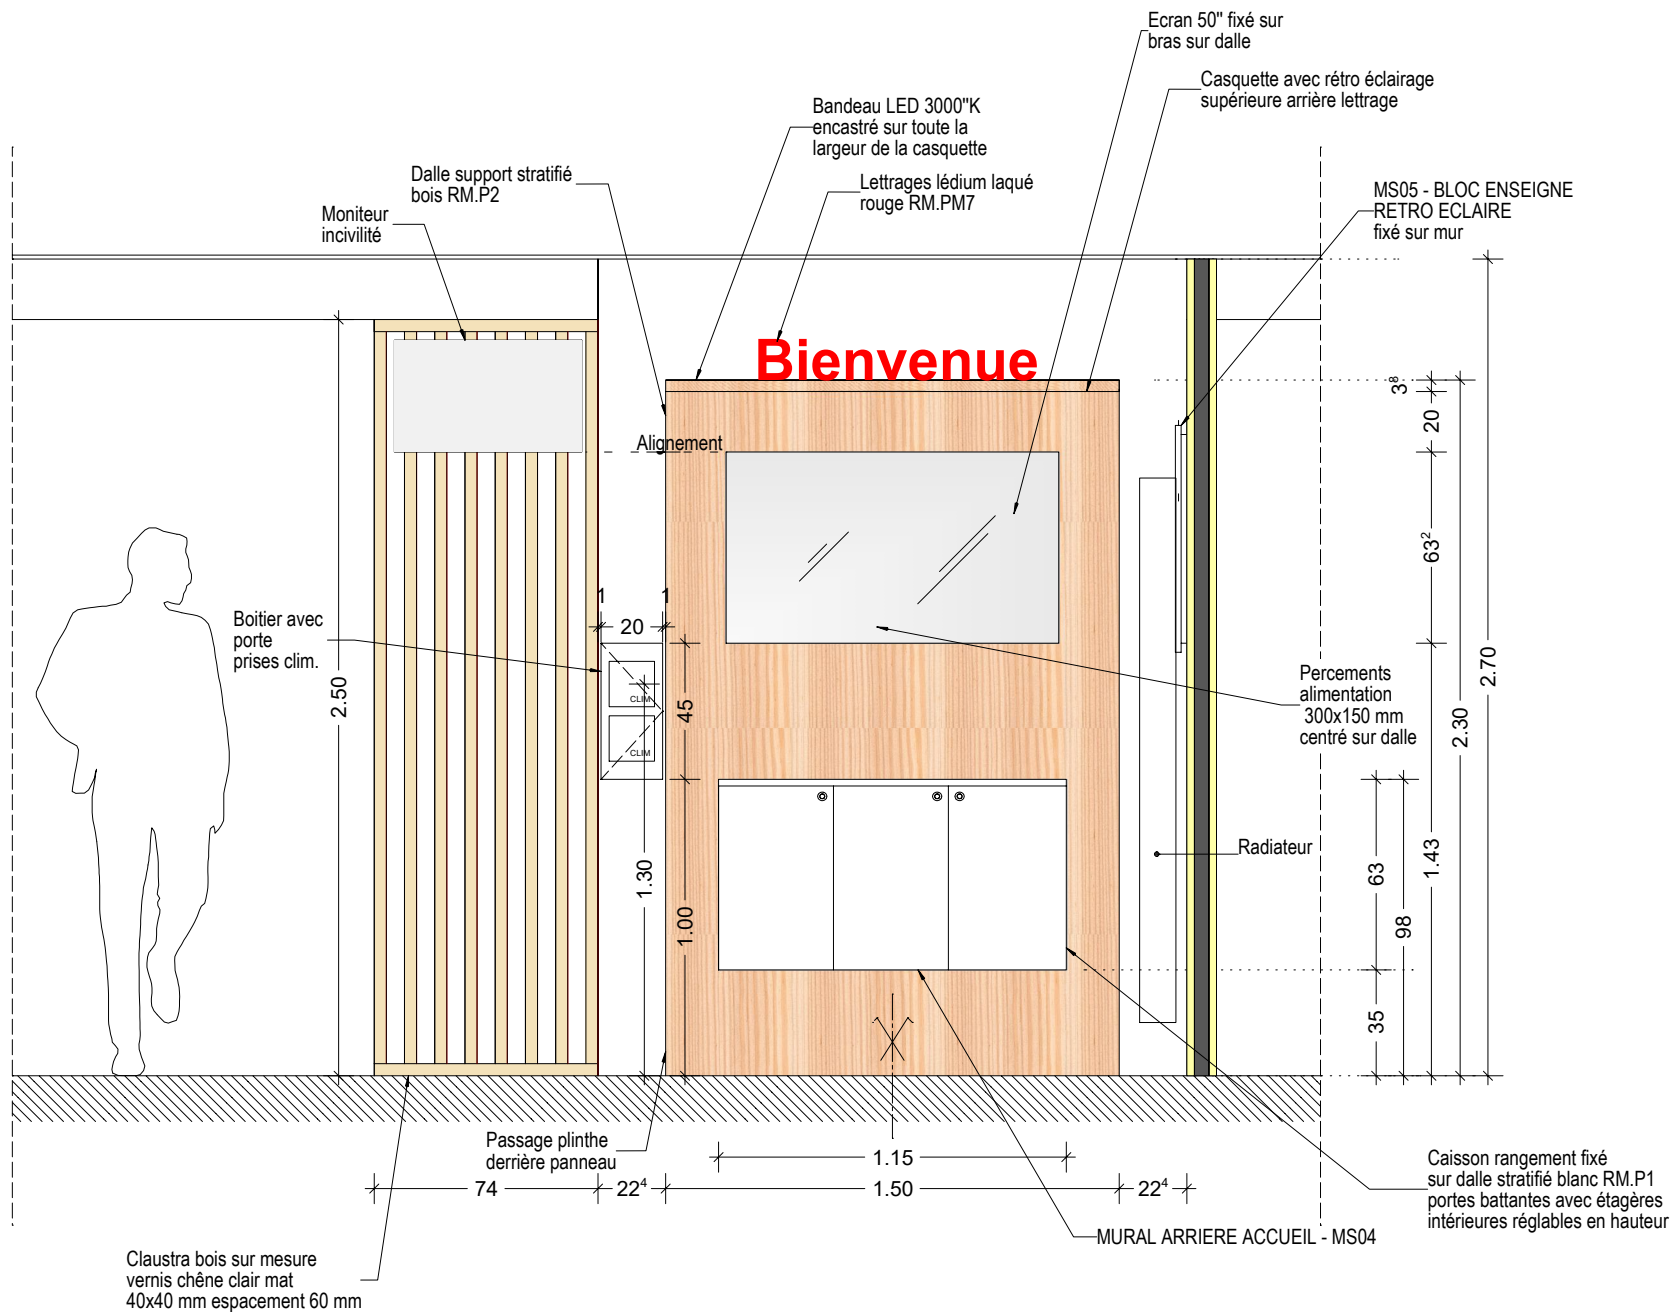 Ecran 50" fixé sur
bras sur dalle
Casquette avec rétro éclairage
supérieure arrière lettrage
Bandeau LED 3000"K
encastré sur toute la
largeur de la casquette
Dalle support stratifié
bois RM.P2
Lettrages lédium laqué
rouge RM.PM7
MS05 - BLOC ENSEIGNE
RETRO ECLAIRE
fixé sur mur
Moniteur
incivilité
Bienvenue
Alignement
3⁸
20
63²
1.43
2.30
2.70
2.50
1
20
1
45
1.30
1.00
Boitier avec
porte
prises clim.
CLIM
CLIM
Percements
alimentation
300x150 mm
centré sur dalle
Radiateur
63
98
35
Passage plinthe
derrière panneau
1.15
74
22⁴
1.50
22⁴
Caisson rangement fixé
sur dalle stratifié blanc RM.P1
portes battantes avec étagères
intérieures réglables en hauteur
MURAL ARRIERE ACCUEIL - MS04
Claustra bois sur mesure
vernis chêne clair mat
40x40 mm espacement 60 mm